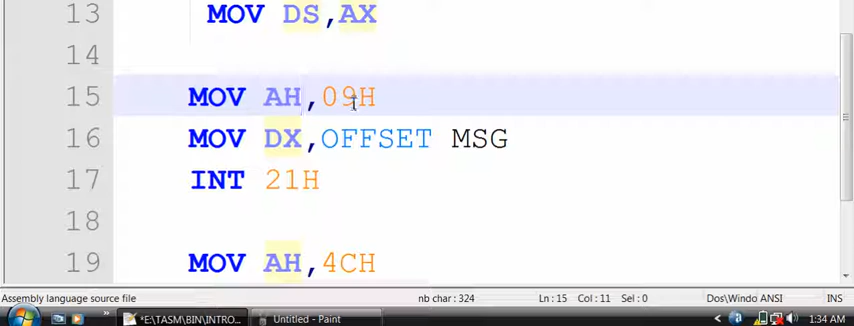 13 MOV DS,AX
14
15 MOV AH,09H
16 MOV DX,OFFSET MSG
17 INT 21H
18
19 MOV AH,4CH
Assembly language source file nb char : 324 Ln : 15 Col : 11 Sel : 0 Dos\Windo ANSI INS
*E:\TASM\BIN\INTRO... Untitled - Paint 1:34 AM